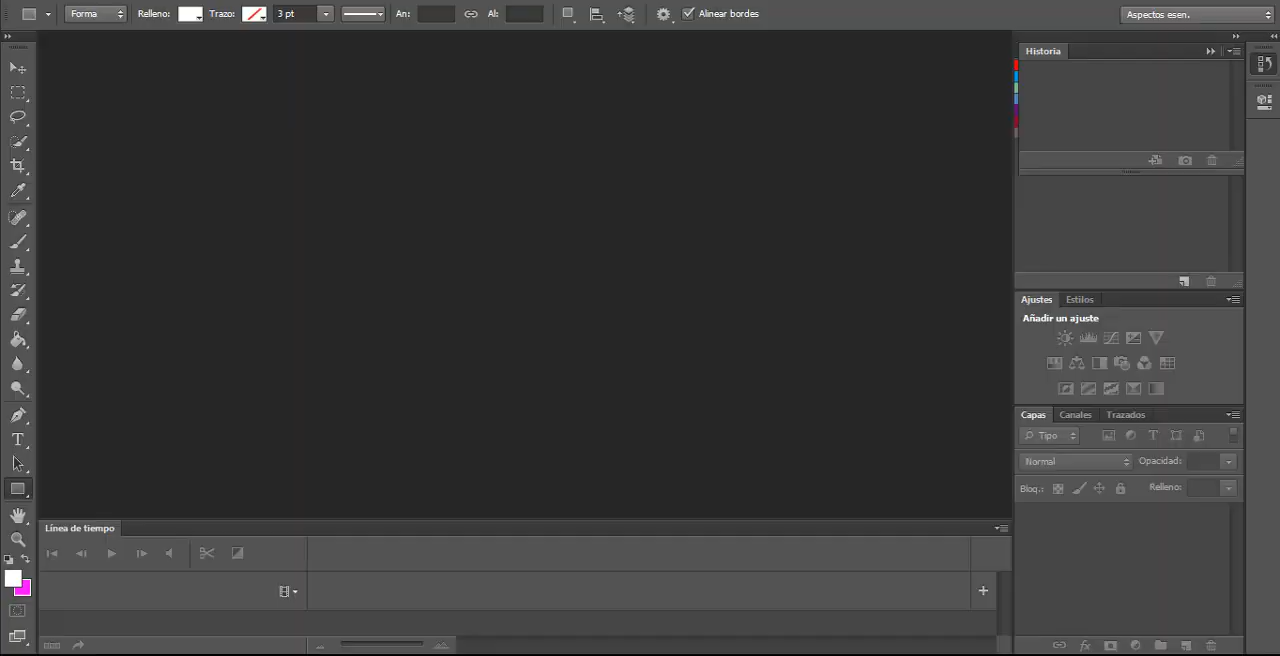 Forma Relleno: Trazo: 3 pt An: Al: Alinear bordes Aspectos esen.
Historia
Ajustes Estilos
Añadir un ajuste
Capas Canales Trazados
Tipo
Normal Opacidad:
Bloq.: Relleno:
Línea de tiempo